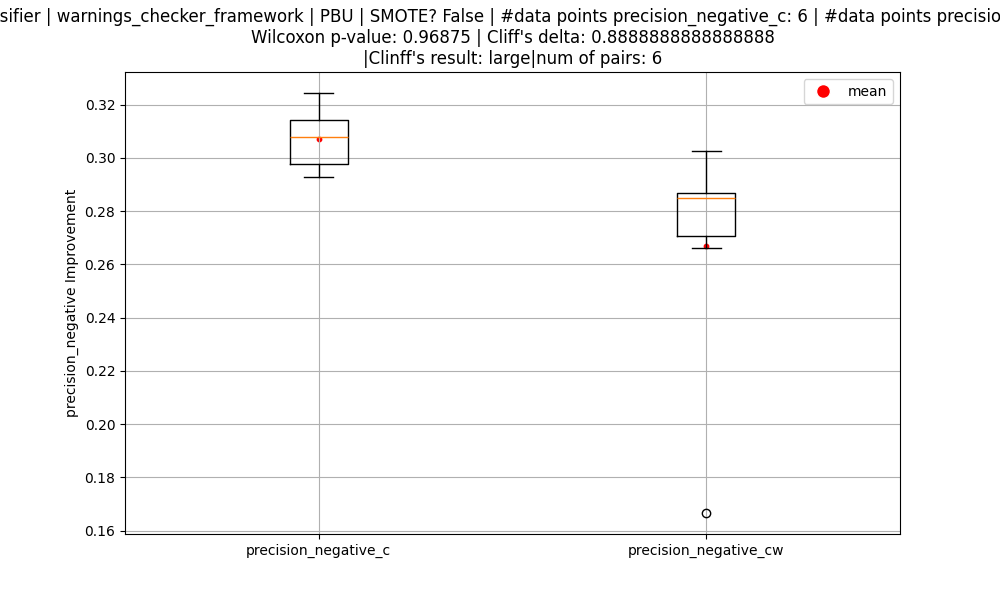 sifier | warnings_checker_framework | PBU | SMOTE? False | #data points precision_negative_c: 6 | #data points precisio
Wilcoxon p-value: 0.96875 | Cliff's delta: 0.8888888888888888
|Clinff's result: large|num of pairs: 6
mean
0.32
0.30
0.28
0.26
0.24
0.22
0.20
0.18
0.16
precision_negative Improvement
precision_negative_c
precision_negative_cw